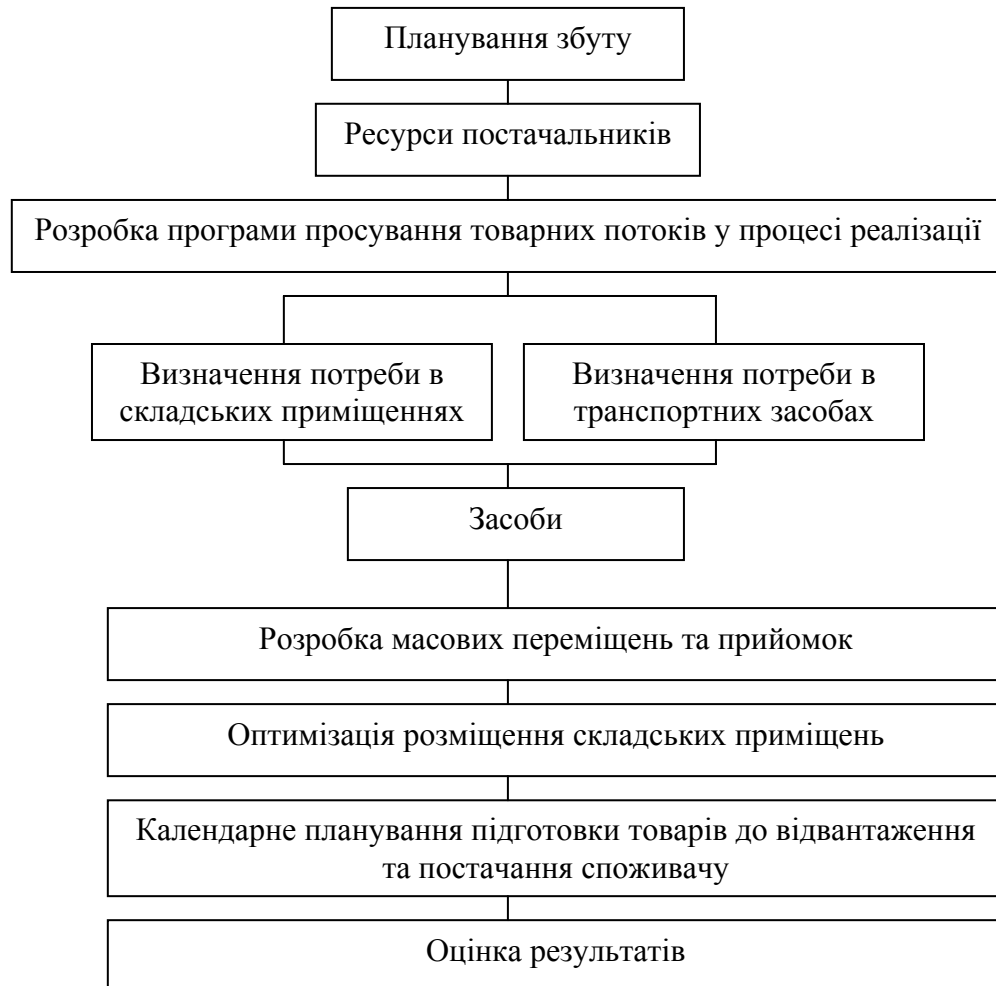 Планування збуту
Ресурси постачальників
Розробка програми просування товарних потоків у процесі реалізації
Визначення потреби в
складських приміщеннях
Визначення потреби в
транспортних засобах
Засоби
Розробка масових переміщень та прийомок
Оптимізація розміщення складських приміщень
Календарне планування підготовки товарів до відвантаження
та постачання споживачу
Оцінка результатів